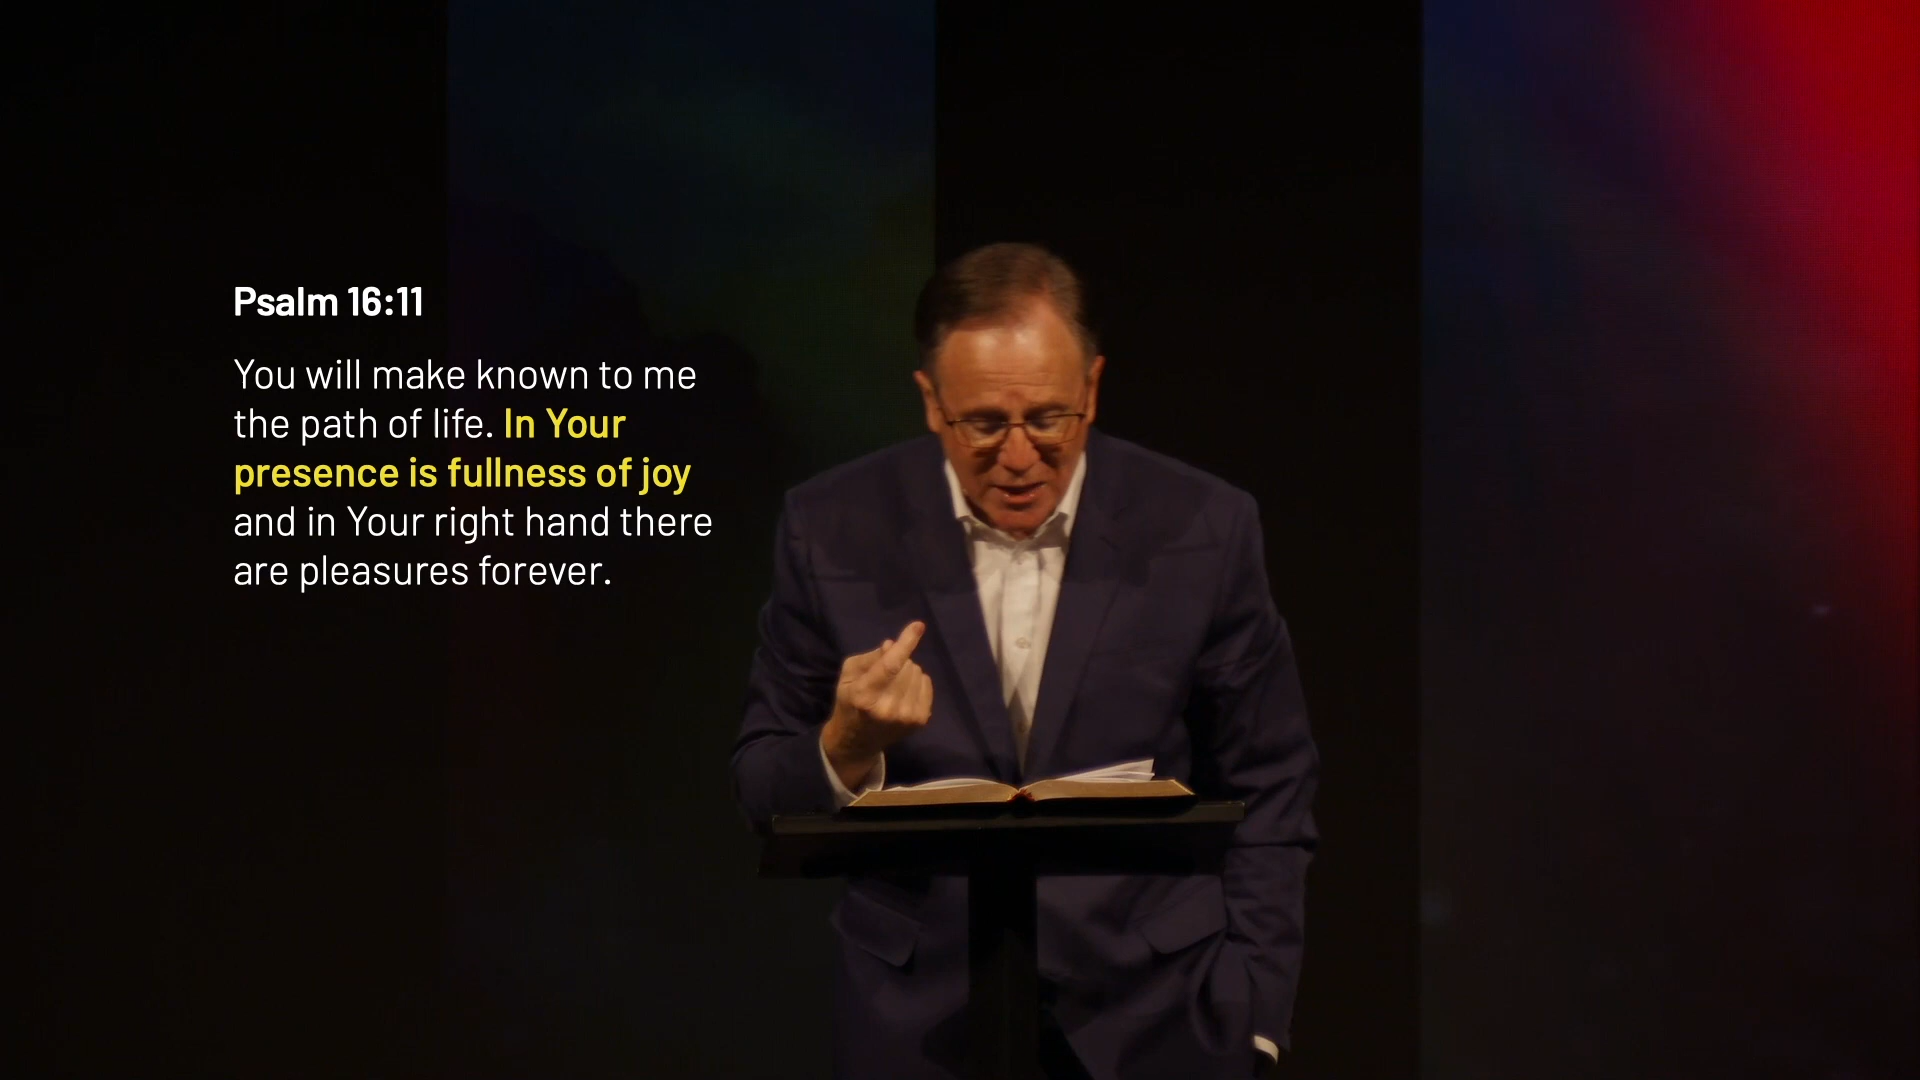 Psalm 16:11
You will make known to me
the path of life. In Your
presence is fullness of joy
and in Your right hand there
are pleasures forever.